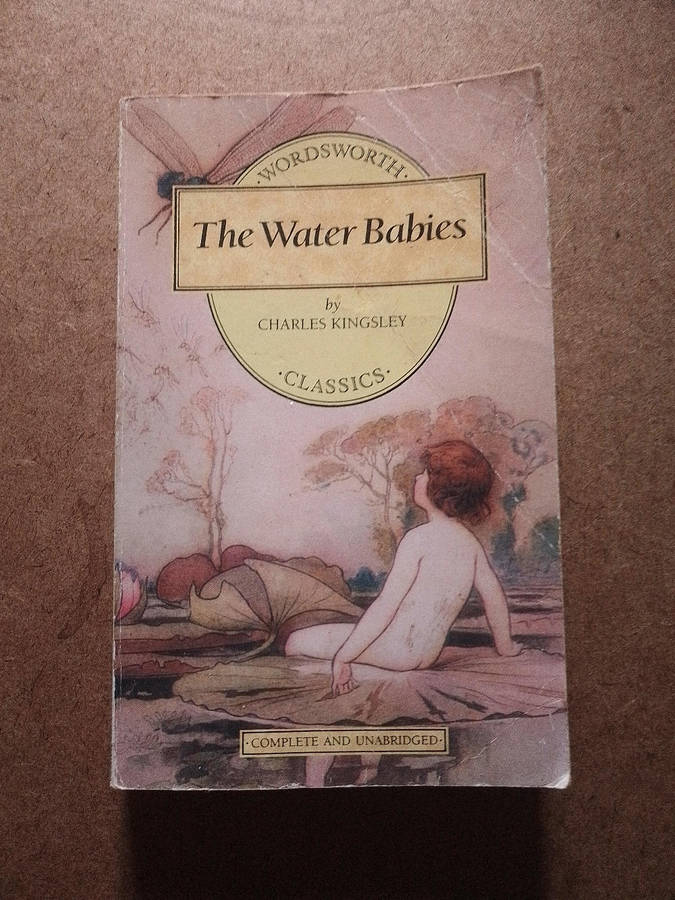 ·WORDSWORTH·
The Water Babies
by
CHARLES KINGSLEY
·CLASSICS·
·COMPLETE AND UNABRIDGED·